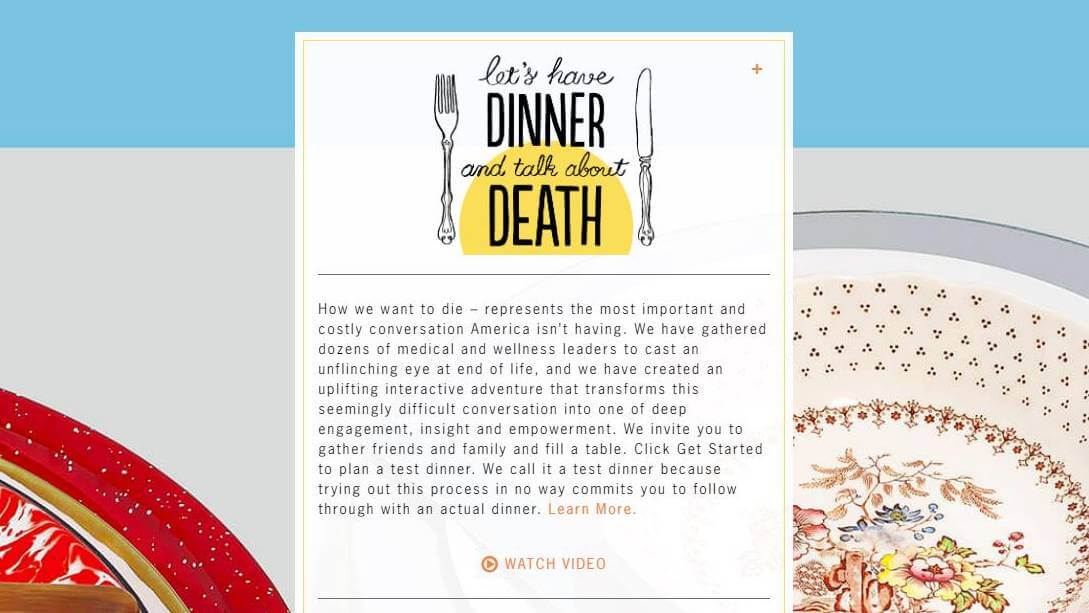 let's have
DINNER
and talk about
DEATH
+
How we want to die – represents the most important and
costly conversation America isn't having. We have gathered
dozens of medical and wellness leaders to cast an
unflinching eye at end of life, and we have created an
uplifting interactive adventure that transforms this
seemingly difficult conversation into one of deep
engagement, insight and empowerment. We invite you to
gather friends and family and fill a table. Click Get Started
to plan a test dinner. We call it a test dinner because
trying out this process in no way commits you to follow
through with an actual dinner. Learn More.
WATCH VIDEO